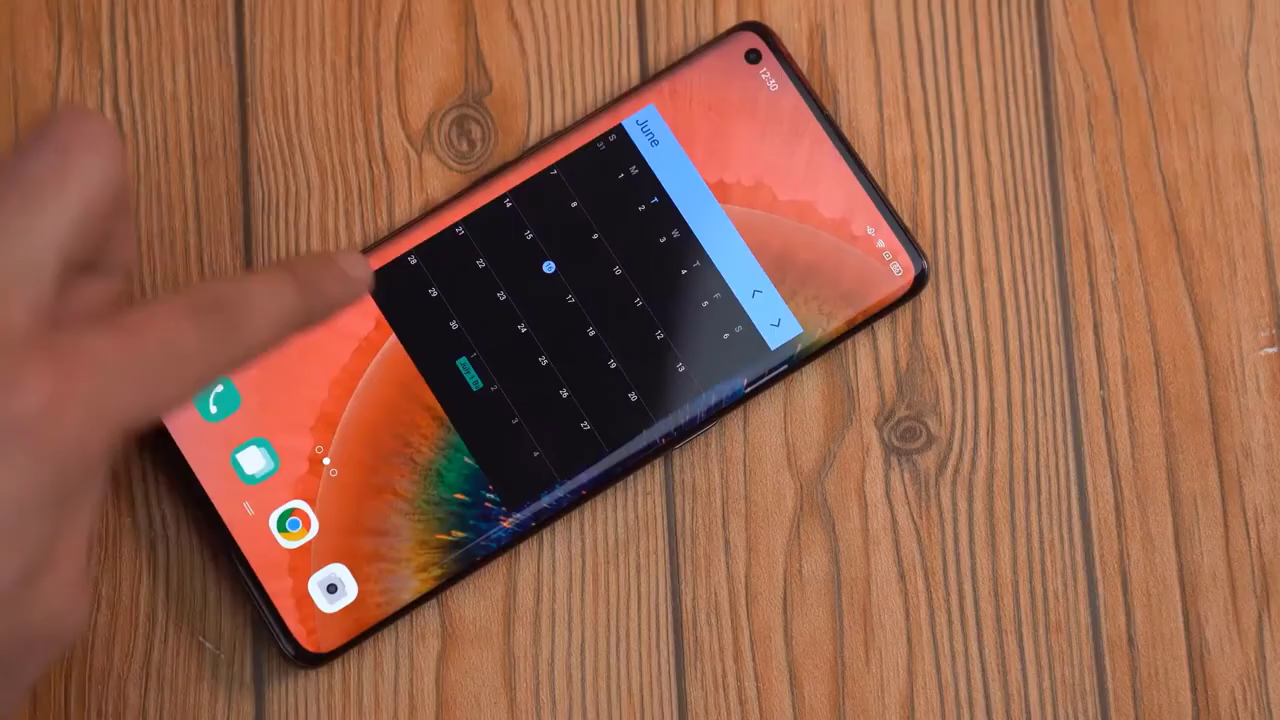 12:30
June
S M T W T F S
31 1 2 3 4 5 6
7 8 9 10 11 12 13
14 15 16 17 18 19 20
21 22 23 24 25 26 27
28 29 30 1 2 3 4
July 1 B